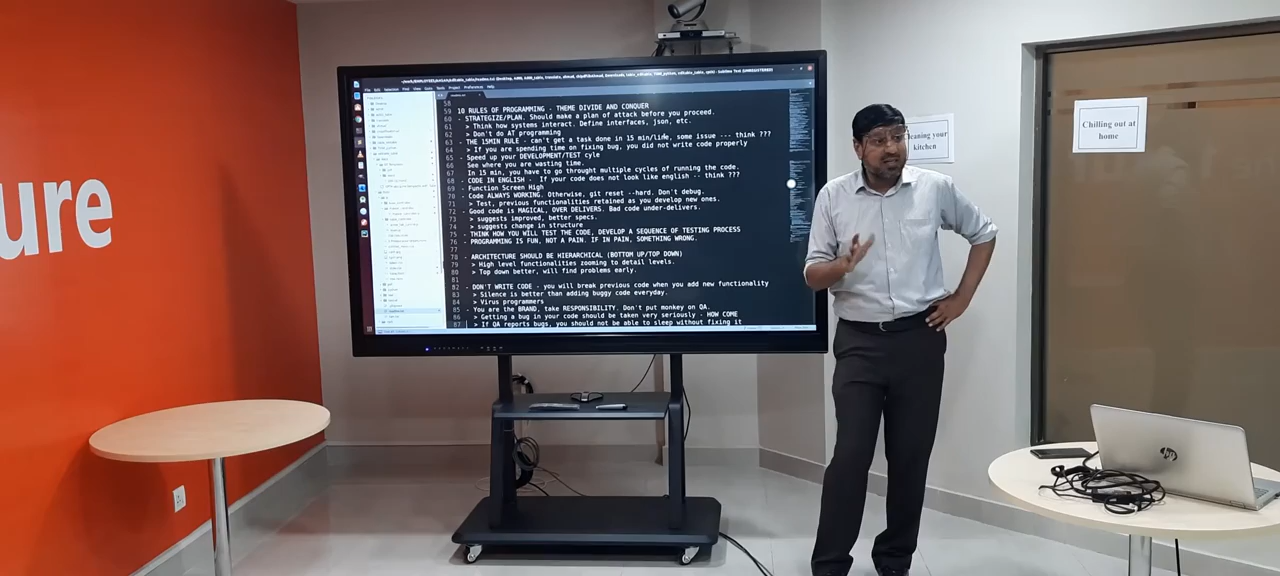 ure
File Edit Selection Find View Goto Tools Project Preferences Help
58
59 10 RULES OF PROGRAMMING - THEME DIVIDE AND CONQUER
60 - STRATEGIZE/PLAN. Should make a plan of attack before you proceed.
61 > Think how systems interact. Define interfaces, json, etc.
62 > Don't do AT programming
63 - THE 15MIN RULE - can't get a task done in 15 min/life, some issue --- think ???
64 > If you are spending time on fixing bug, you did not write code properly
65 - Speed up your DEVELOPMENT/TEST cyle
66 See where you are wasting time.
67 In 15 min, you have to go throught multiple cycles of running the code.
68 - CODE IN ENGLISH - If your code does not look like english -- think ???
69 - Function Screen High
70 - Code ALWAYS WORKING. Otherwise, git reset --hard. Don't debug.
71 > Test, previous functionalities retained as you develop new ones.
72 - Good code is MAGICAL, OVER DELIVERS. Bad code under-delivers.
73 > suggests improved, better specs.
74 > suggests change in structure
75 - THINK HOW YOU WILL TEST THE CODE, DEVELOP A SEQUENCE OF TESTING PROCESS
76 - PROGRAMMING IS FUN, NOT A PAIN. IF IN PAIN, SOMETHING WRONG.
77
78 - ARCHITECTURE SHOULD BE HIERARCHICAL (BOTTOM UP/TOP DOWN)
79 > High level functionalities zooming to detail levels
80 > Top down better, will find problems early.
81
82 - DON'T WRITE CODE - you will break previous code when you add new functionality
83 > Silence is better than adding buggy code everyday.
84 > Virus programmers
85 - You are the BRAND, take RESPONSIBILITY. Don't put monkey on QA.
86 > Getting a bug in your code should be taken very seriously - HOW COME
87 > If QA reports bugs, you should not be able to sleep without fixing it
leaning your
kitchen
Chilling out at
home
hp